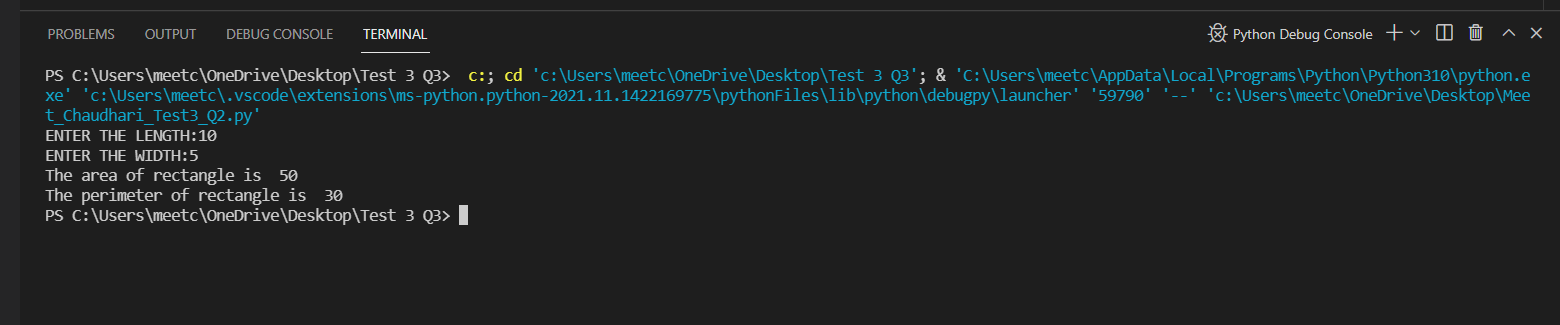 PROBLEMS OUTPUT DEBUG CONSOLE TERMINAL Python Debug Console
PS C:\Users\meetc\OneDrive\Desktop\Test 3 Q3>  c:; cd 'c:\Users\meetc\OneDrive\Desktop\Test 3 Q3'; & 'C:\Users\meetc\AppData\Local\Programs\Python\Python310\python.e
xe' 'c:\Users\meetc\.vscode\extensions\ms-python.python-2021.11.1422169775\pythonFiles\lib\python\debugpy\launcher' '59790' '--' 'c:\Users\meetc\OneDrive\Desktop\Mee
t_Chaudhari_Test3_Q2.py'
ENTER THE LENGTH:10
ENTER THE WIDTH:5
The area of rectangle is  50
The perimeter of rectangle is  30
PS C:\Users\meetc\OneDrive\Desktop\Test 3 Q3>